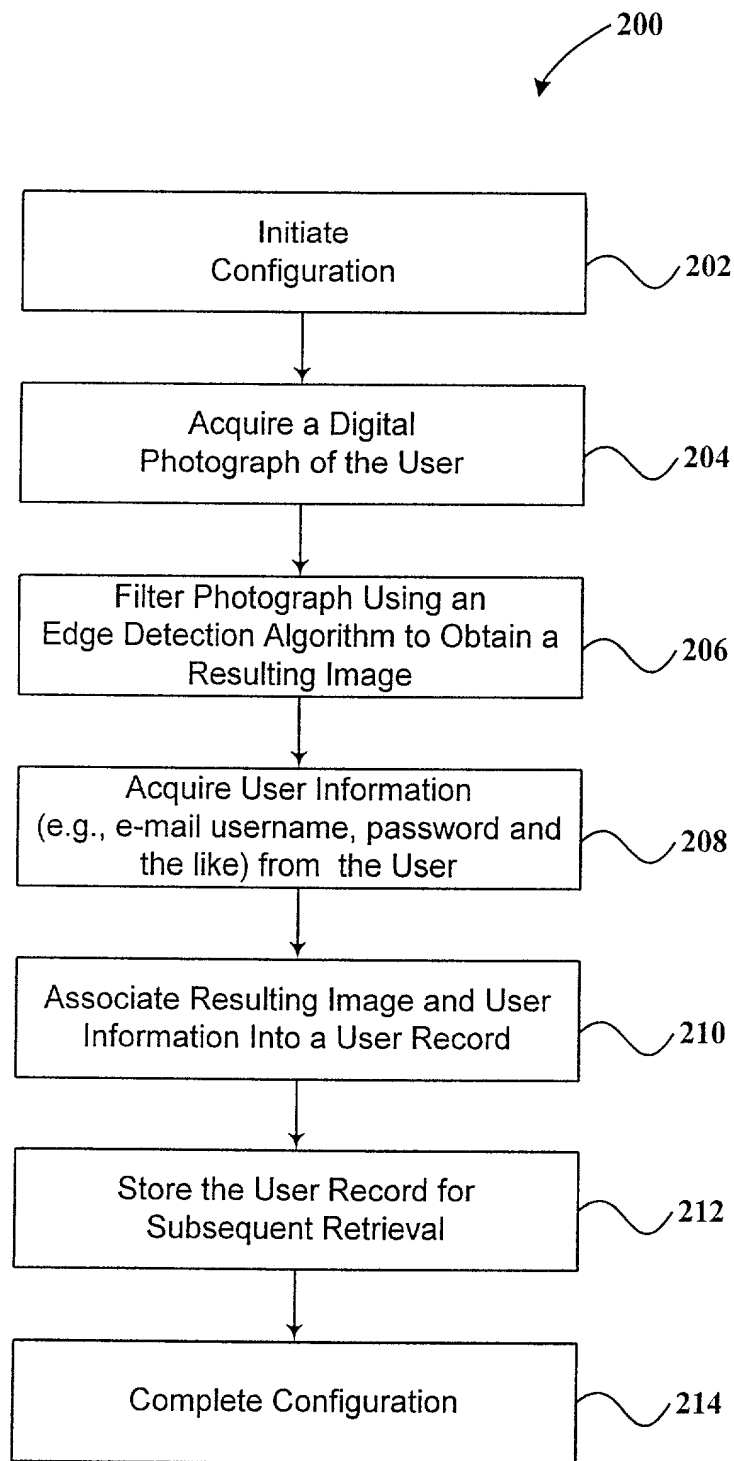 200
Initiate
Configuration
202
Acquire a Digital
Photograph of the User
204
Filter Photograph Using an
Edge Detection Algorithm to Obtain a
Resulting Image
206
Acquire User Information
(e.g., e-mail username, password and
the like) from the User
208
Associate Resulting Image and User
Information Into a User Record
210
Store the User Record for
Subsequent Retrieval
212
Complete Configuration
214